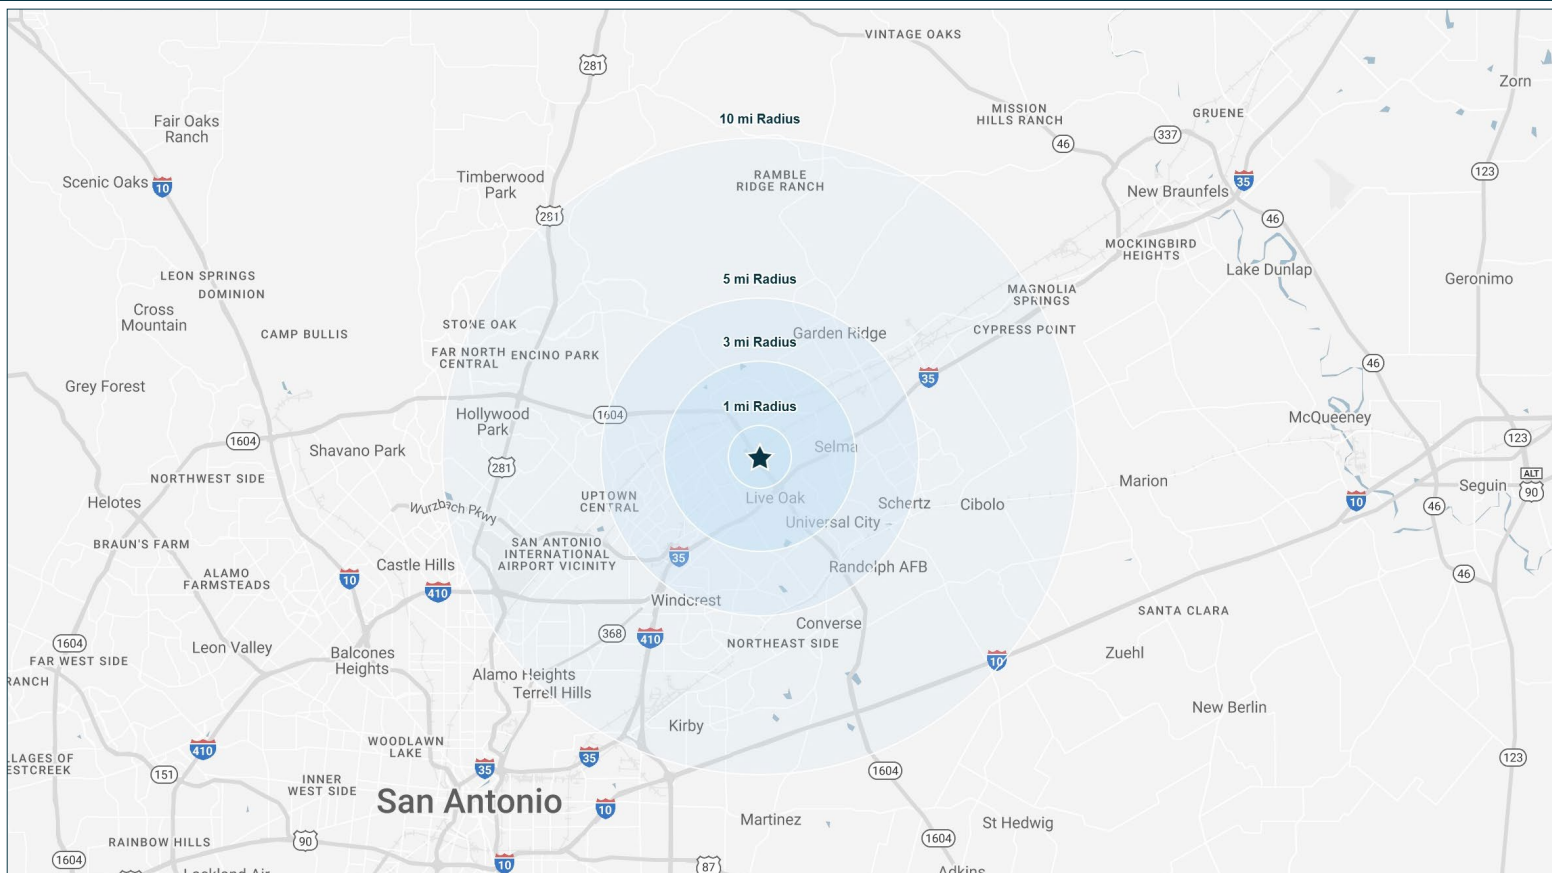 VINTAGE OAKS
281
Zorn
MISSION
HILLS RANCH
GRUENE
10 mi Radius
Fair Oaks
Ranch
337
46
123
RAMBLE
RIDGE RANCH
Timberwood
Park
Scenic Oaks
10
35
New Braunfels
281
46
MOCKINGBIRD
HEIGHTS
Lake Dunlap
LEON SPRINGS
5 mi Radius
Geronimo
DOMINION
MAGNOLIA
SPRINGS
Cross
Mountain
STONE OAK
CAMP BULLIS
Garden Ridge
CYPRESS POINT
3 mi Radius
FAR NORTH
CENTRAL
ENCINO PARK
46
35
Grey Forest
1 mi Radius
Hollywood
Park
1604
McQueeney
1604
123
Shavano Park
Selma
281
ALT
90
NORTHWEST SIDE
Marion
Seguin
Helotes
UPTOWN
CENTRAL
Live Oak
Schertz
Cibolo
10
46
Wurzbach Pkwy
Universal City
BRAUN'S FARM
SAN ANTONIO
INTERNATIONAL
AIRPORT VICINITY
35
Castle Hills
Randolph AFB
ALAMO
FARMSTEADS
10
410
46
Windcrest
SANTA CLARA
Converse
368
410
NORTHEAST SIDE
1604
Leon Valley
Balcones
Heights
FAR WEST SIDE
10
Zuehl
RANCH
Alamo Heights
Terrell Hills
New Berlin
Kirby
WOODLAWN
LAKE
410
LLAGES OF
ESTCREEK
151
35
35
1604
123
INNER
WEST SIDE
San Antonio
10
Martinez
St Hedwig
RAINBOW HILLS
90
1604
1604
10
87
Lackland Air
Adkins